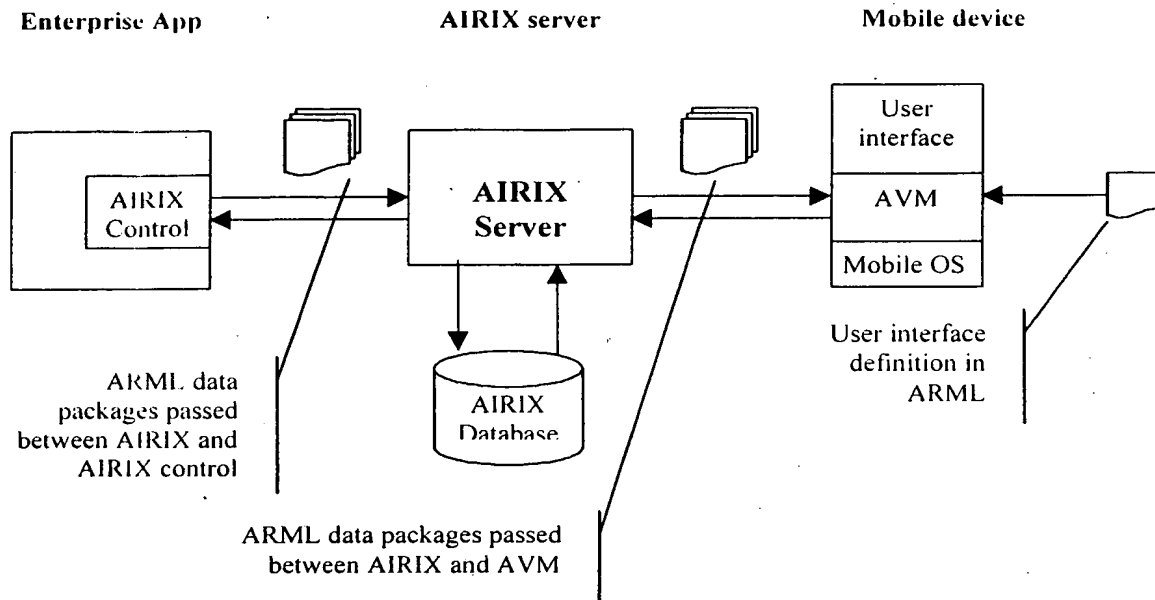 Enterprise App
AIRIX server
Mobile device
AIRIX
Control
AIRIX
Server
User
interface
AVM
Mobile OS
AIRIX
Database
ARML data
packages passed
between AIRIX and
AIRIX control
ARML data packages passed
between AIRIX and AVM
User interface
definition in
ARML